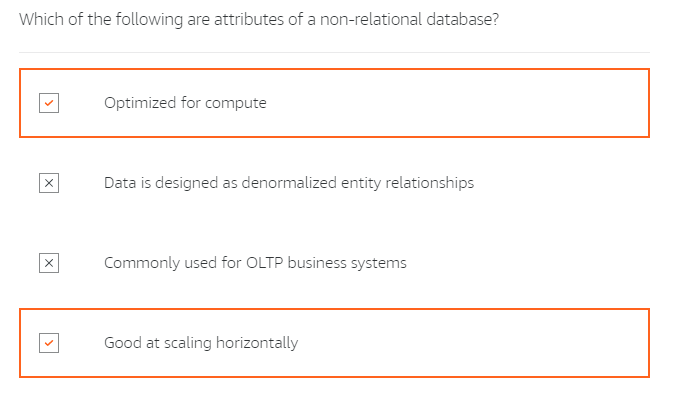 Which of the following are attributes of a non-relational database?
Optimized for compute
Data is designed as denormalized entity relationships
Commonly used for OLTP business systems
Good at scaling horizontally